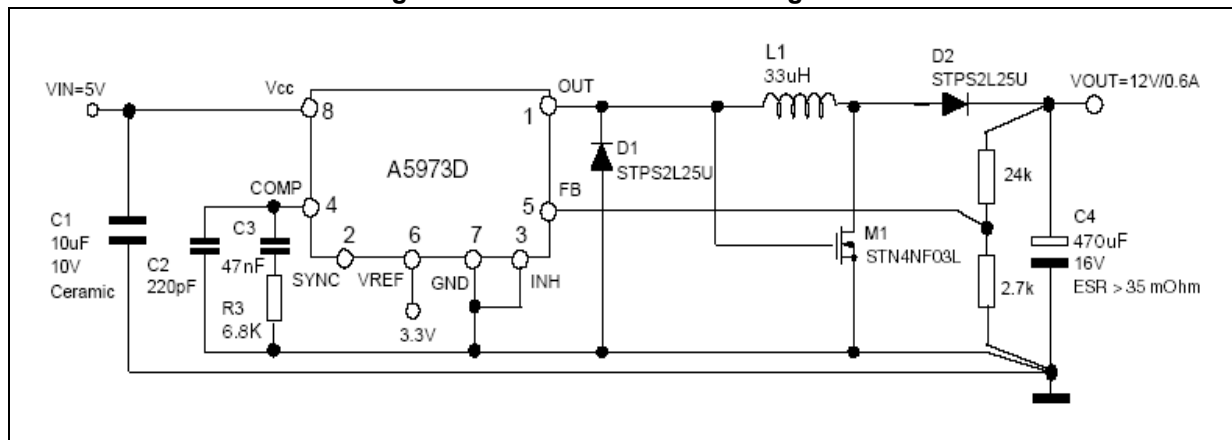 VIN=5V
Vcc
8
OUT
1
L1
33uH
D2
STPS2L25U
VOUT=12V/0.6A
A5973D
D1
STPS2L25U
FB
5
24k
COMP
4
C1
10uF
10V
Ceramic
C2
220pF
C3
47nF
2
SYNC
6
VREF
7
GND
3
INH
R3
6.8K
3.3V
M1
STN4NF03L
2.7k
C4
470uF
16V
ESR > 35 mOhm